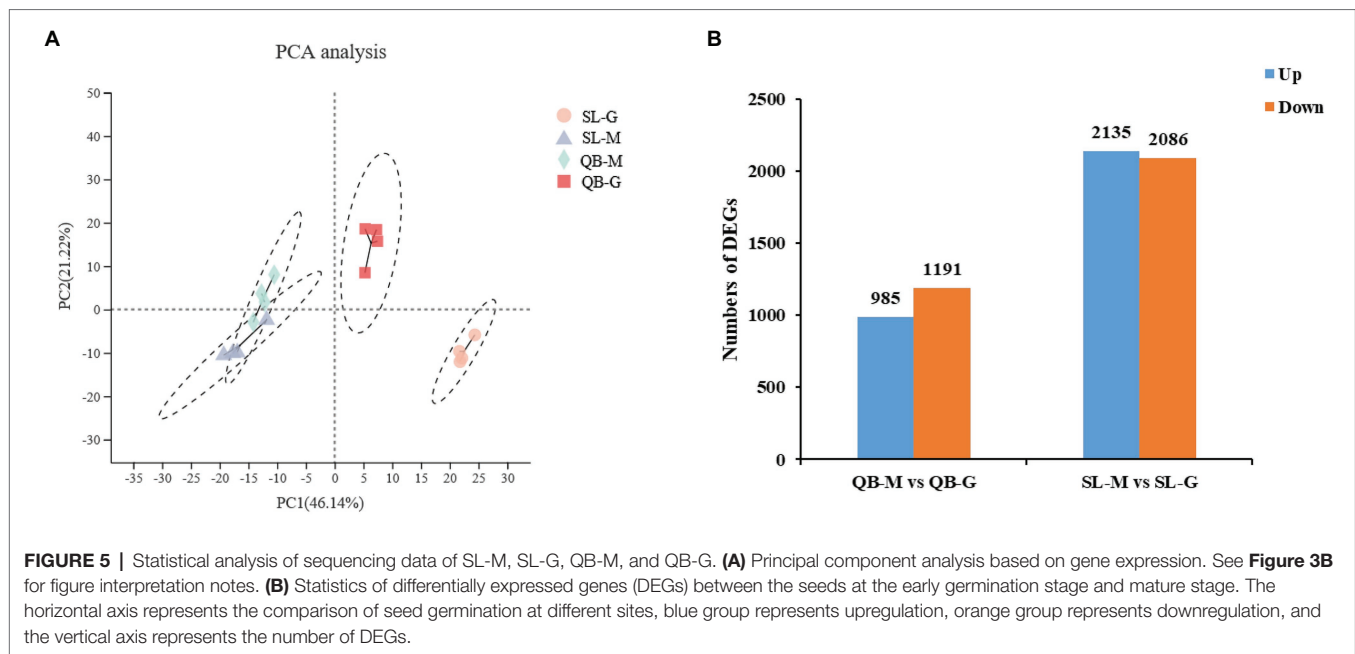 A
PCA analysis
50
40
30
20
10
0
-10
-20
-30
PC2(21.22%)
-35 -30 -25 -20 -15 -10 -5 0 5 10 15 20 25 30
PC1(46.14%)
SL-G
SL-M
QB-M
QB-G
B
Up
Down
2500
2000
1500
1000
500
0
Numbers of DEGs
985
1191
2135
2086
QB-M vs QB-G
SL-M vs SL-G
FIGURE 5 | Statistical analysis of sequencing data of SL-M, SL-G, QB-M, and QB-G. (A) Principal component analysis based on gene expression. See Figure 3B
for figure interpretation notes. (B) Statistics of differentially expressed genes (DEGs) between the seeds at the early germination stage and mature stage. The
horizontal axis represents the comparison of seed germination at different sites, blue group represents upregulation, orange group represents downregulation, and
the vertical axis represents the number of DEGs.